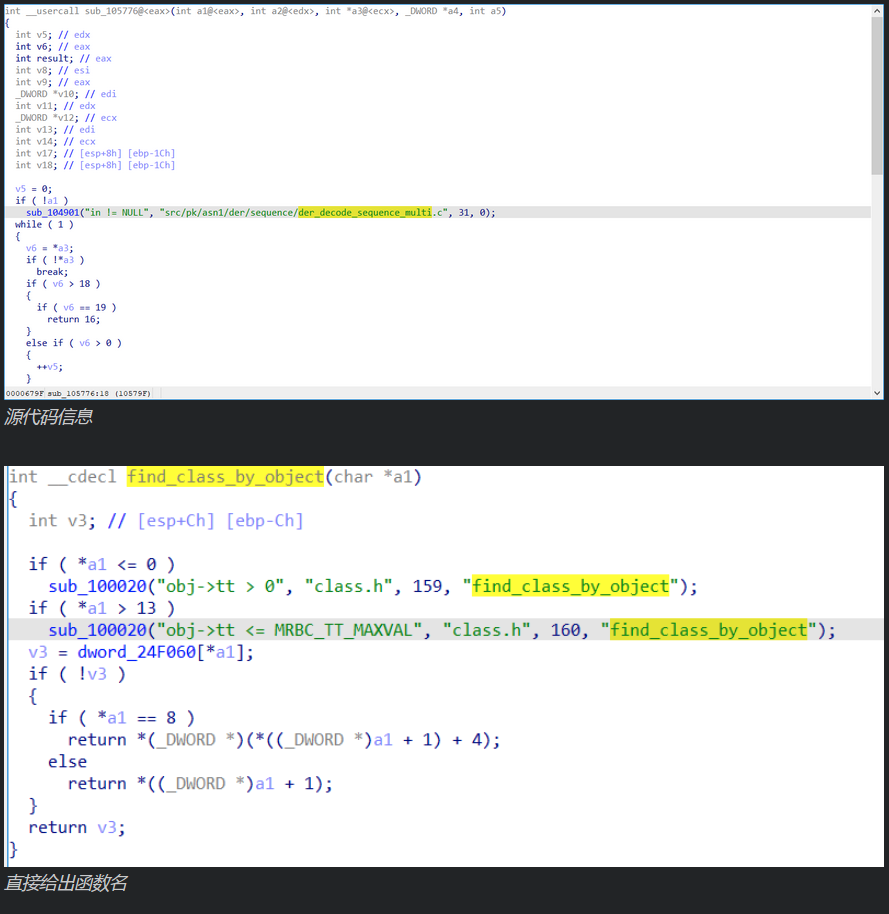 int __usercall sub_105776@<eax>(int a1@<eax>, int a2@<edx>, int *a3@<ecx>, _DWORD *a4, int a5)
{
  int v5; // edx
  int v6; // eax
  int result; // eax
  int v8; // esi
  int v9; // eax
  _DWORD *v10; // edi
  int v11; // edx
  _DWORD *v12; // ecx
  int v13; // edi
  int v14; // ecx
  int v17; // [esp+8h] [ebp-1Ch]
  int v18; // [esp+8h] [ebp-1Ch]
  v5 = 0;
  if ( !a1 )
    sub_104901("in != NULL", "src/pk/asn1/der/sequence/der_decode_sequence_multi.c", 31, 0);
  while ( 1 )
  {
    v6 = *a3;
    if ( !*a3 )
      break;
    if ( v6 > 18 )
    {
      if ( v6 == 19 )
        return 16;
    }
    else if ( v6 > 0 )
    {
      ++v5;
    }
0000679F sub_105776:18 (10579F)
源代码信息
int __cdecl find_class_by_object(char *a1)
{
  int v3; // [esp+Ch] [ebp-Ch]
  if ( *a1 <= 0 )
    sub_100020("obj->tt > 0", "class.h", 159, "find_class_by_object");
  if ( *a1 > 13 )
    sub_100020("obj->tt <= MRBC_TT_MAXVAL", "class.h", 160, "find_class_by_object");
  v3 = dword_24F060[*a1];
  if ( !v3 )
  {
    if ( *a1 == 8 )
      return *(_DWORD *)(*((_DWORD *)a1 + 1) + 4);
    else
      return *((_DWORD *)a1 + 1);
  }
  return v3;
}
直接给出函数名